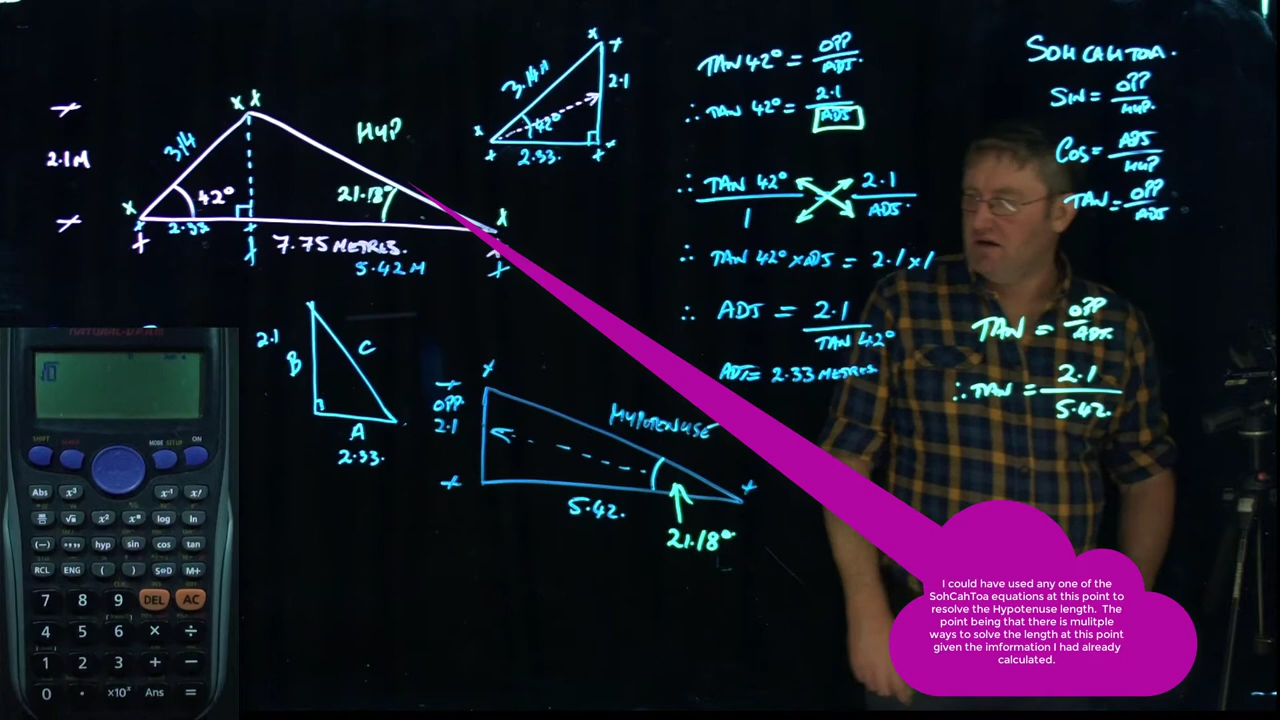 3.14
2.1M
42°
2.33
HYP
21.18°
7.75 METRES.
5.42M
3.14M
42°
2.1
2.33.
TAN 42° = OPP
ADJ.
∴ TAN 42° = 2.1
ADJ
∴ TAN 42° 2.1
1 ADJ.
∴ TAN 42° x ADJ = 2.1 x 1
∴ ADJ = 2.1
TAN 42°
ADJ = 2.33 METRES
SOHCAHTOA.
SIN = OPP
HYP.
COS = ADJ
HYP
TAN = OPP
ADJ.
TAN = OPP
ADJ.
∴ TAN = 2.1
5.42.
2.1
B
C
A
2.33.
OPP
2.1
HYPOTENUSE
5.42.
21.18°
SHIFT MODE SETUP ON
Abs x³ x⁻¹ x!
√ x² log ln
(−) hyp sin cos tan
RCL ENG ( ) S⇔D M+
7 8 9 DEL AC
4 5 6 × ÷
1 2 3 + −
0 . ×10ˣ Ans =
I could have used any one of the
SohCahToa equations at this point to
resolve the Hypotenuse length. The
point being that there is mulitple
ways to solve the length at this point
given the imformation I had already
calculated.